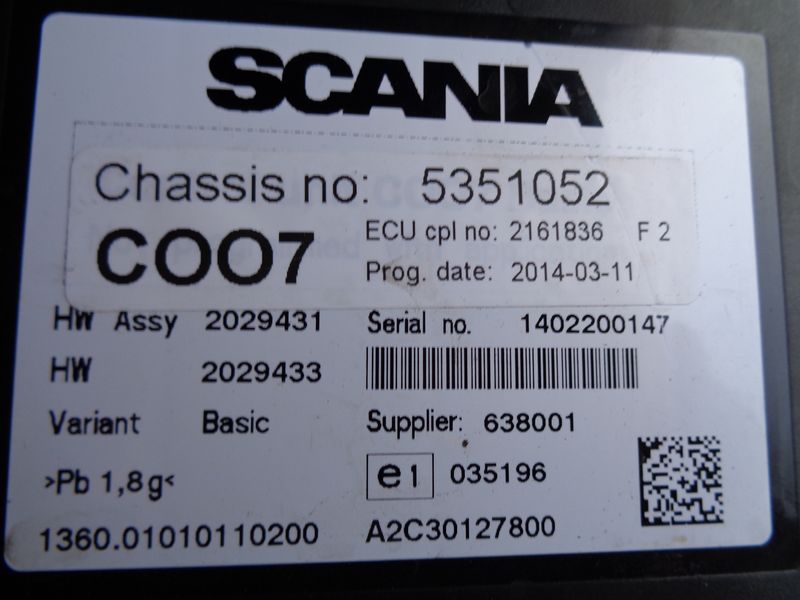 SCANIA
Chassis no: 5351052
COO7 ECU cpl no: 2161836 F 2
Prog. date: 2014-03-11
HW Assy 2029431 Serial no. 1402200147
HW 2029433
Variant Basic Supplier: 638001
>Pb 1,8g< e1 035196
1360.01010110200 A2C30127800